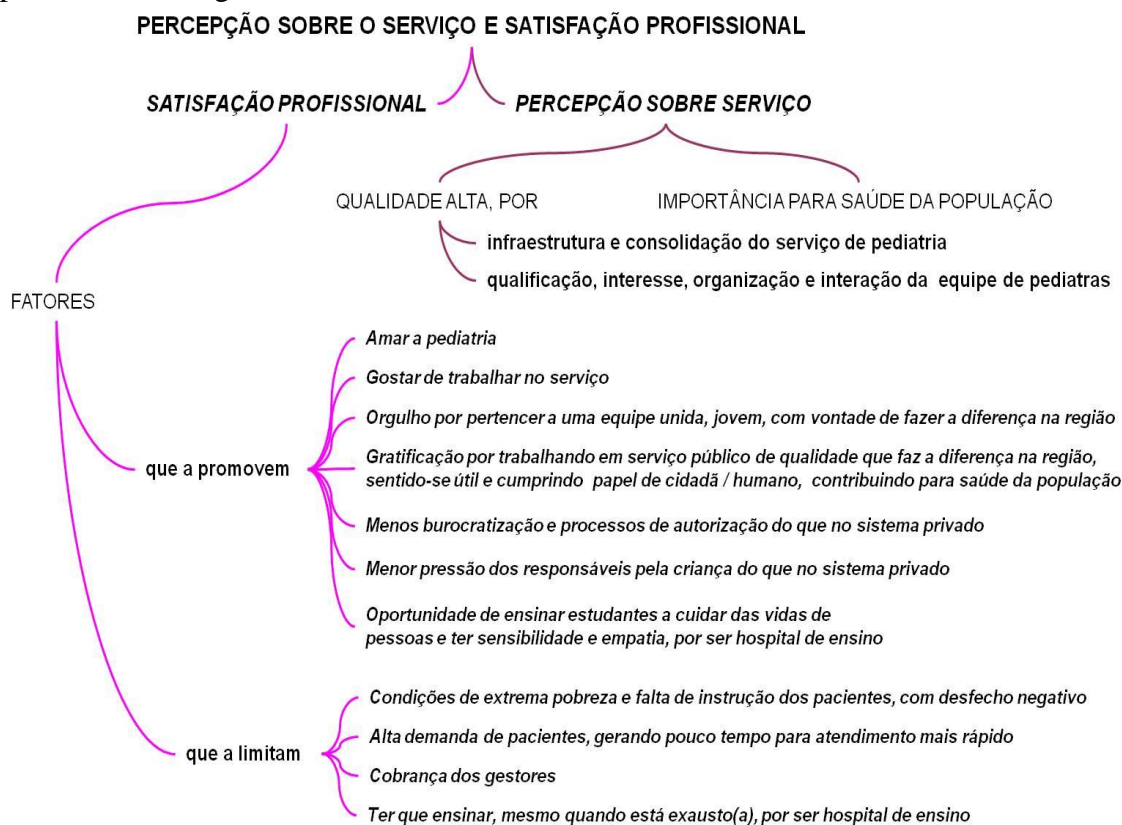 PERCEPÇÃO SOBRE O SERVIÇO E SATISFAÇÃO PROFISSIONAL
SATISFAÇÃO PROFISSIONAL
PERCEPÇÃO SOBRE SERVIÇO
QUALIDADE ALTA, POR
IMPORTÂNCIA PARA SAÚDE DA POPULAÇÃO
infraestrutura e consolidação do serviço de pediatria
qualificação, interesse, organização e interação da equipe de pediatras
FATORES
que a promovem
Amar a pediatria
Gostar de trabalhar no serviço
Orgulho por pertencer a uma equipe unida, jovem, com vontade de fazer a diferença na região
Gratificação por trabalhando em serviço público de qualidade que faz a diferença na região,
sentido-se útil e cumprindo papel de cidadã / humano, contribuindo para saúde da população
Menos burocratização e processos de autorização do que no sistema privado
Menor pressão dos responsáveis pela criança do que no sistema privado
Oportunidade de ensinar estudantes a cuidar das vidas de
pessoas e ter sensibilidade e empatia, por ser hospital de ensino
que a limitam
Condições de extrema pobreza e falta de instrução dos pacientes, com desfecho negativo
Alta demanda de pacientes, gerando pouco tempo para atendimento mais rápido
Cobrança dos gestores
Ter que ensinar, mesmo quando está exausto(a), por ser hospital de ensino